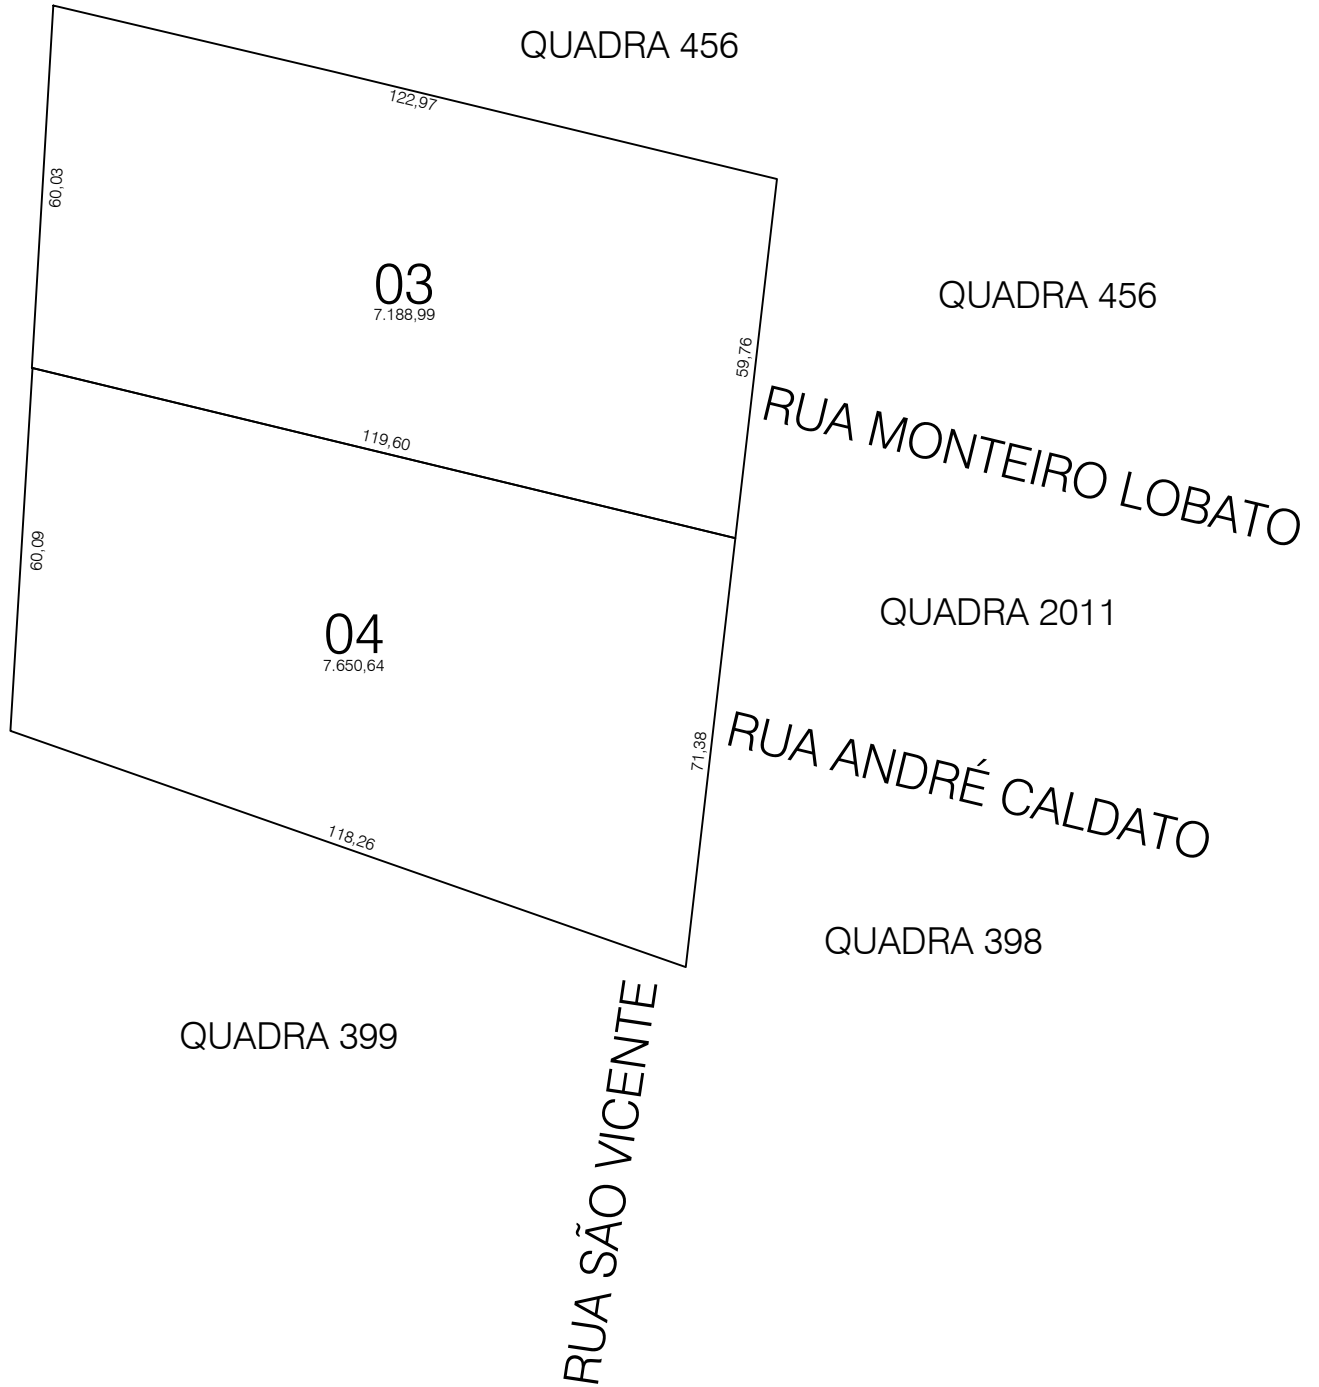 QUADRA 456
122,97
60,03
03
7.188,99
QUADRA 456
59,76
RUA MONTEIRO LOBATO
119,60
60,09
QUADRA 2011
04
7.650,64
RUA ANDRÉ CALDATO
71,38
118,26
QUADRA 398
QUADRA 399
RUA SÃO VICENTE